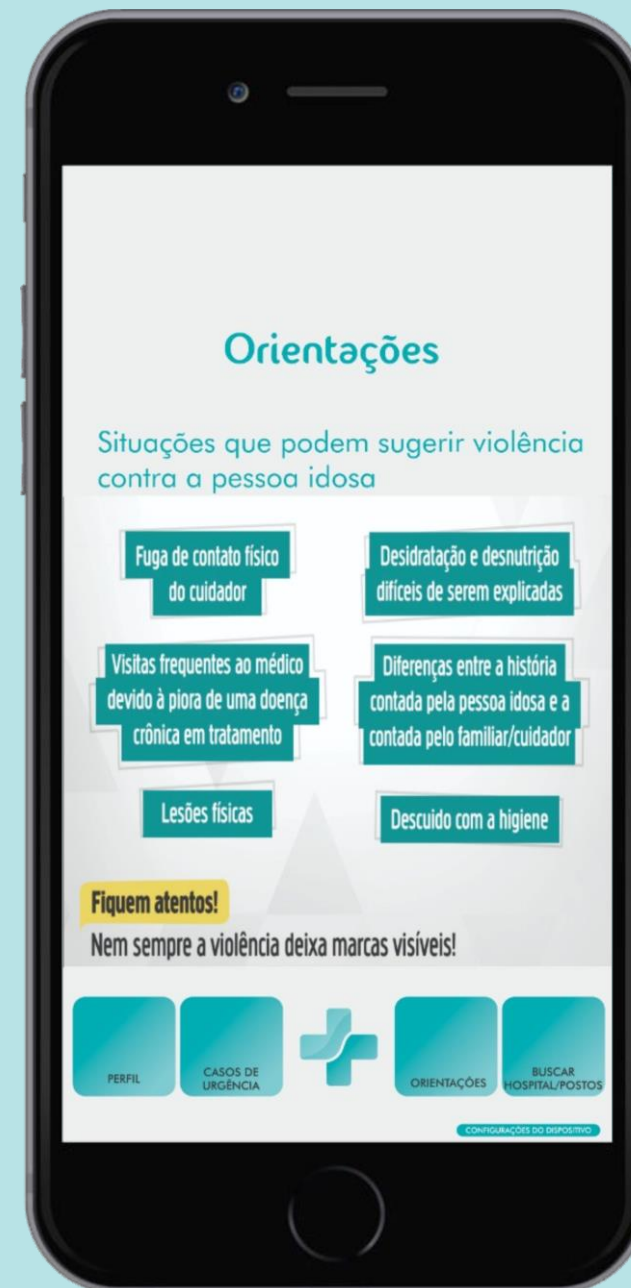 Orientações
Situações que podem sugerir violência
contra a pessoa idosa
Fuga de contato físico
do cuidador
Desidratação e desnutrição
difíceis de serem explicadas
Visitas frequentes ao médico
devido à piora de uma doença
crônica em tratamento
Diferenças entre a história
contada pela pessoa idosa e a
contada pelo familiar/cuidador
Lesões físicas
Descuido com a higiene
Fiquem atentos!
Nem sempre a violência deixa marcas visíveis!
PERFIL
CASOS DE
URGÊNCIA
ORIENTAÇÕES
BUSCAR
HOSPITAL/POSTOS
CONFIGURAÇÕES DO DISPOSITIVO